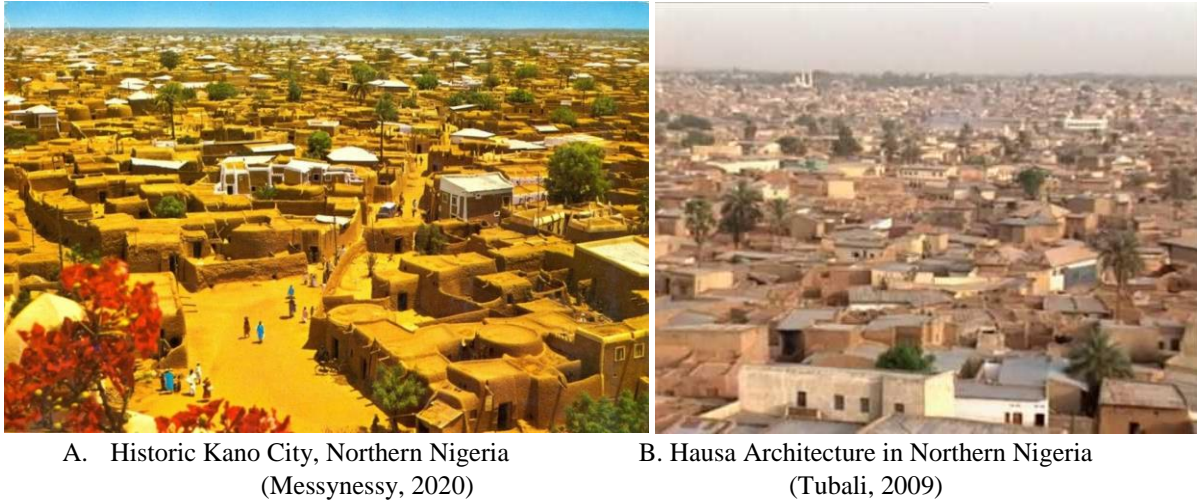 A. Historic Kano City, Northern Nigeria
(Messynessy, 2020)
B. Hausa Architecture in Northern Nigeria
(Tubali, 2009)